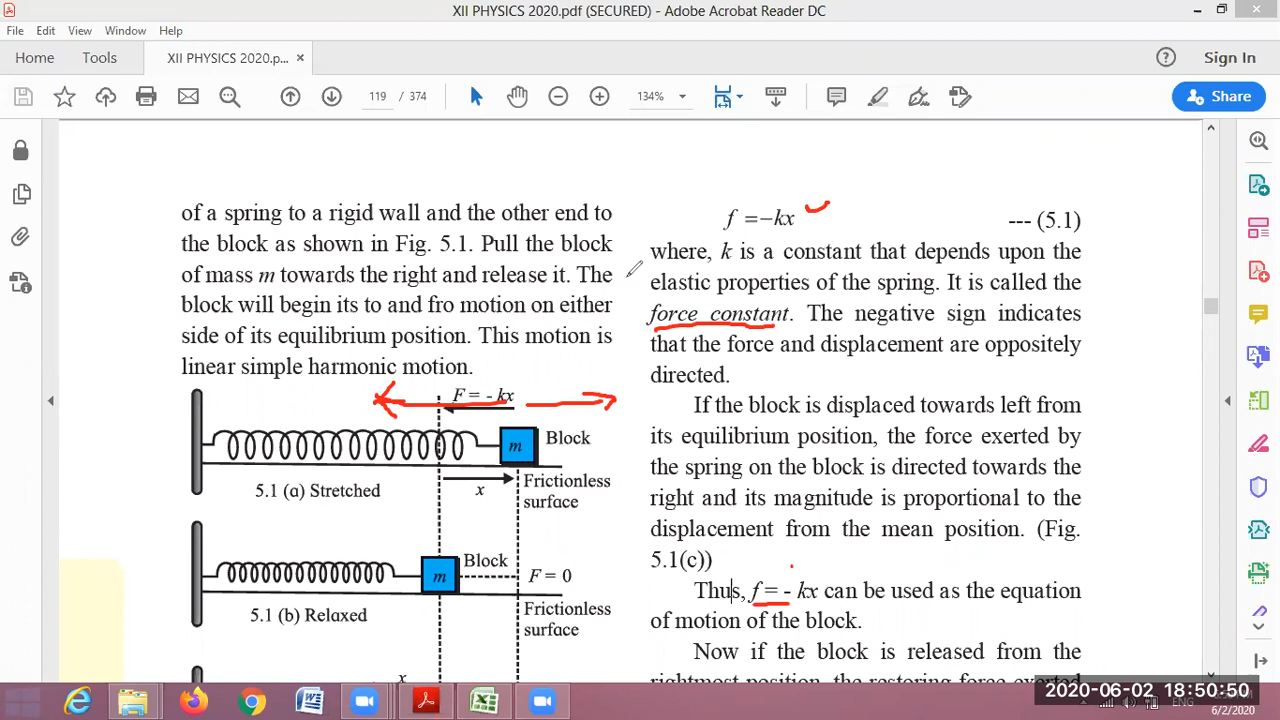 XII PHYSICS 2020.pdf (SECURED) - Adobe Acrobat Reader DC
File Edit View Window Help
Home Tools XII PHYSICS 2020.p... × Sign In
119 / 374 134% Share
of a spring to a rigid wall and the other end to
the block as shown in Fig. 5.1. Pull the block
of mass m towards the right and release it. The
block will begin its to and fro motion on either
side of its equilibrium position. This motion is
linear simple harmonic motion.
F = - kx
m Block
x
5.1 (a) Stretched
Frictionless
surface
m Block
F = 0
5.1 (b) Relaxed
Frictionless
surface
x
f =−kx --- (5.1)
where, k is a constant that depends upon the
elastic properties of the spring. It is called the
force constant. The negative sign indicates
that the force and displacement are oppositely
directed.
If the block is displaced towards left from
its equilibrium position, the force exerted by
the spring on the block is directed towards the
right and its magnitude is proportional to the
displacement from the mean position. (Fig.
5.1(c))
Thus, f = - kx can be used as the equation
of motion of the block.
Now if the block is released from the
rightmost position, the restoring force exerted
2020-06-02 18:50:50
ENG
6/2/2020